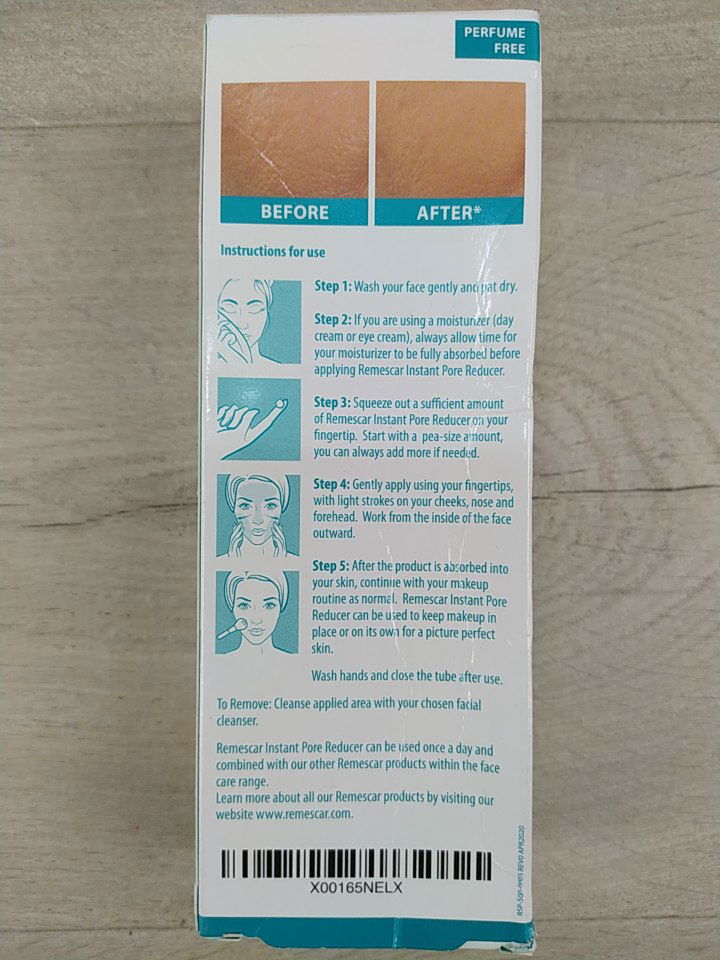 PERFUME
FREE
BEFORE
AFTER*
Instructions for use
Step 1: Wash your face gently and pat dry.
Step 2: If you are using a moisturizer (day
cream or eye cream), always allow time for
your moisturizer to be fully absorbed before
applying Remescar Instant Pore Reducer.
Step 3: Squeeze out a sufficient amount
of Remescar Instant Pore Reducer on your
fingertip. Start with a pea-size amount,
you can always add more if needed.
Step 4: Gently apply using your fingertips,
with light strokes on your cheeks, nose and
forehead. Work from the inside of the face
outward.
Step 5: After the product is absorbed into
your skin, continue with your makeup
routine as normal. Remescar Instant Pore
Reducer can be used to keep makeup in
place or on its own for a picture perfect
skin.
Wash hands and close the tube after use.
To Remove: Cleanse applied area with your chosen facial
cleanser.
Remescar Instant Pore Reducer can be used once a day and
combined with our other Remescar products within the face
care range.
Learn more about all our Remescar products by visiting our
website www.remescar.com.
X00165NELX
RSP-500-0005 REV0 APR2020